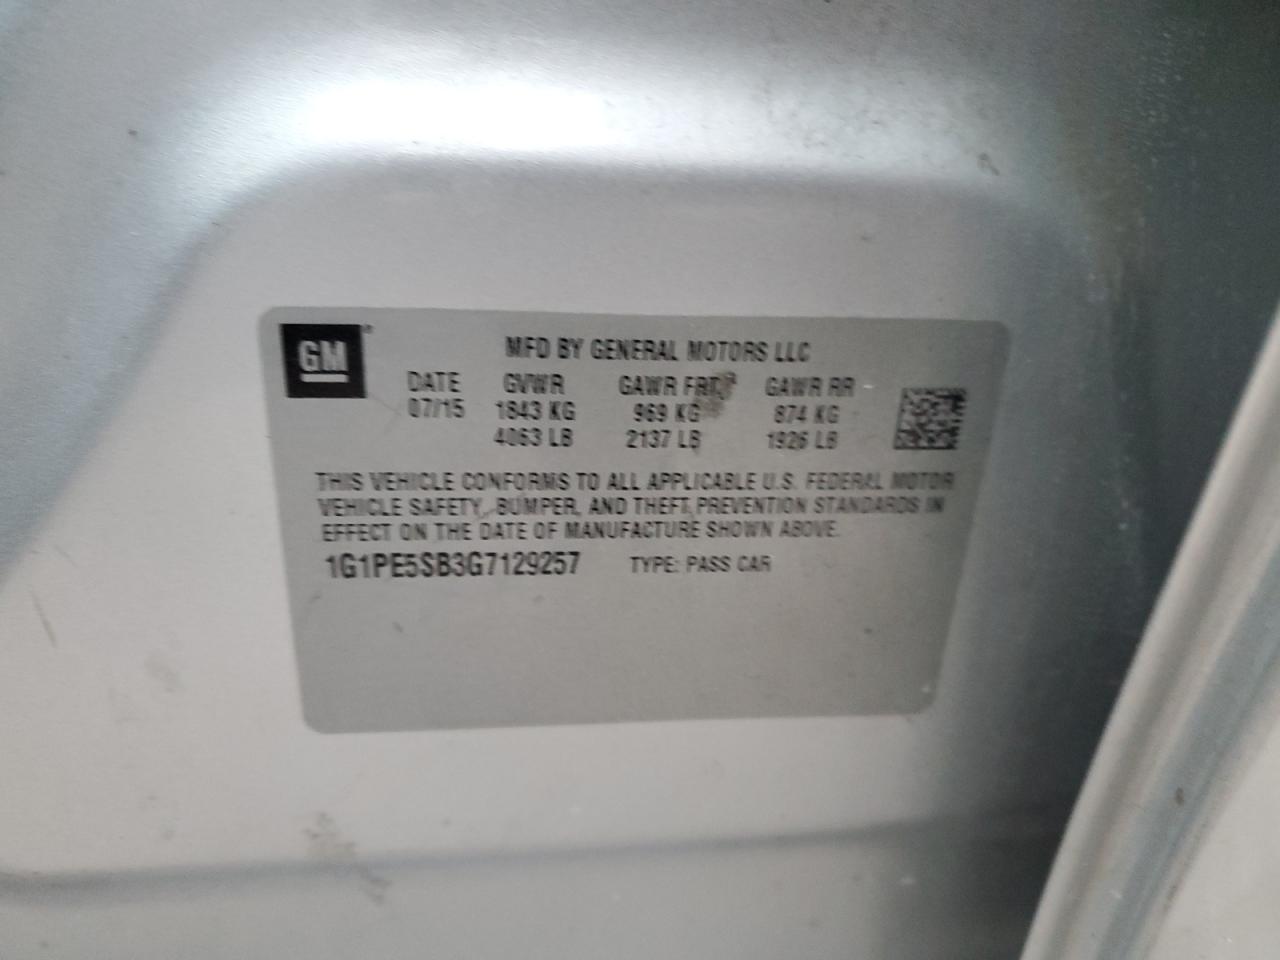 GM
MFD BY GENERAL MOTORS LLC
DATE GVWR GAWR FRT GAWR RR
07/15 1843 KG 969 KG 874 KG
4063 LB 2137 LB 1926 LB
THIS VEHICLE CONFORMS TO ALL APPLICABLE U.S. FEDERAL MOTOR
VEHICLE SAFETY, BUMPER, AND THEFT PREVENTION STANDARDS IN
EFFECT ON THE DATE OF MANUFACTURE SHOWN ABOVE.
1G1PE5SB3G7129257 TYPE: PASS CAR